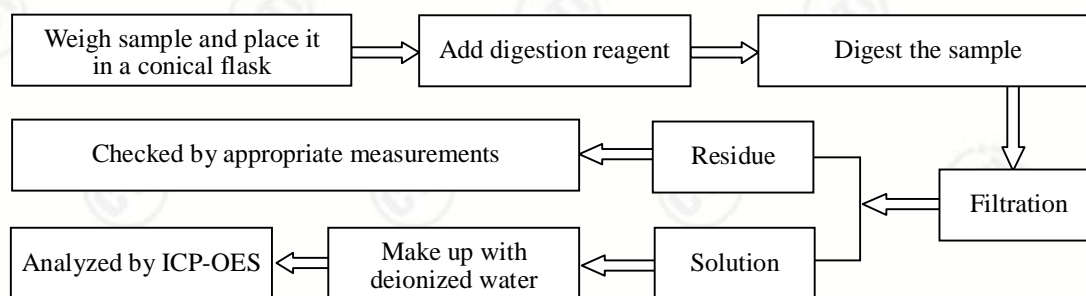 Weigh sample and place it
in a conical flask
Add digestion reagent
Digest the sample
Checked by appropriate measurements
Residue
Filtration
Analyzed by ICP-OES
Make up with
deionized water
Solution